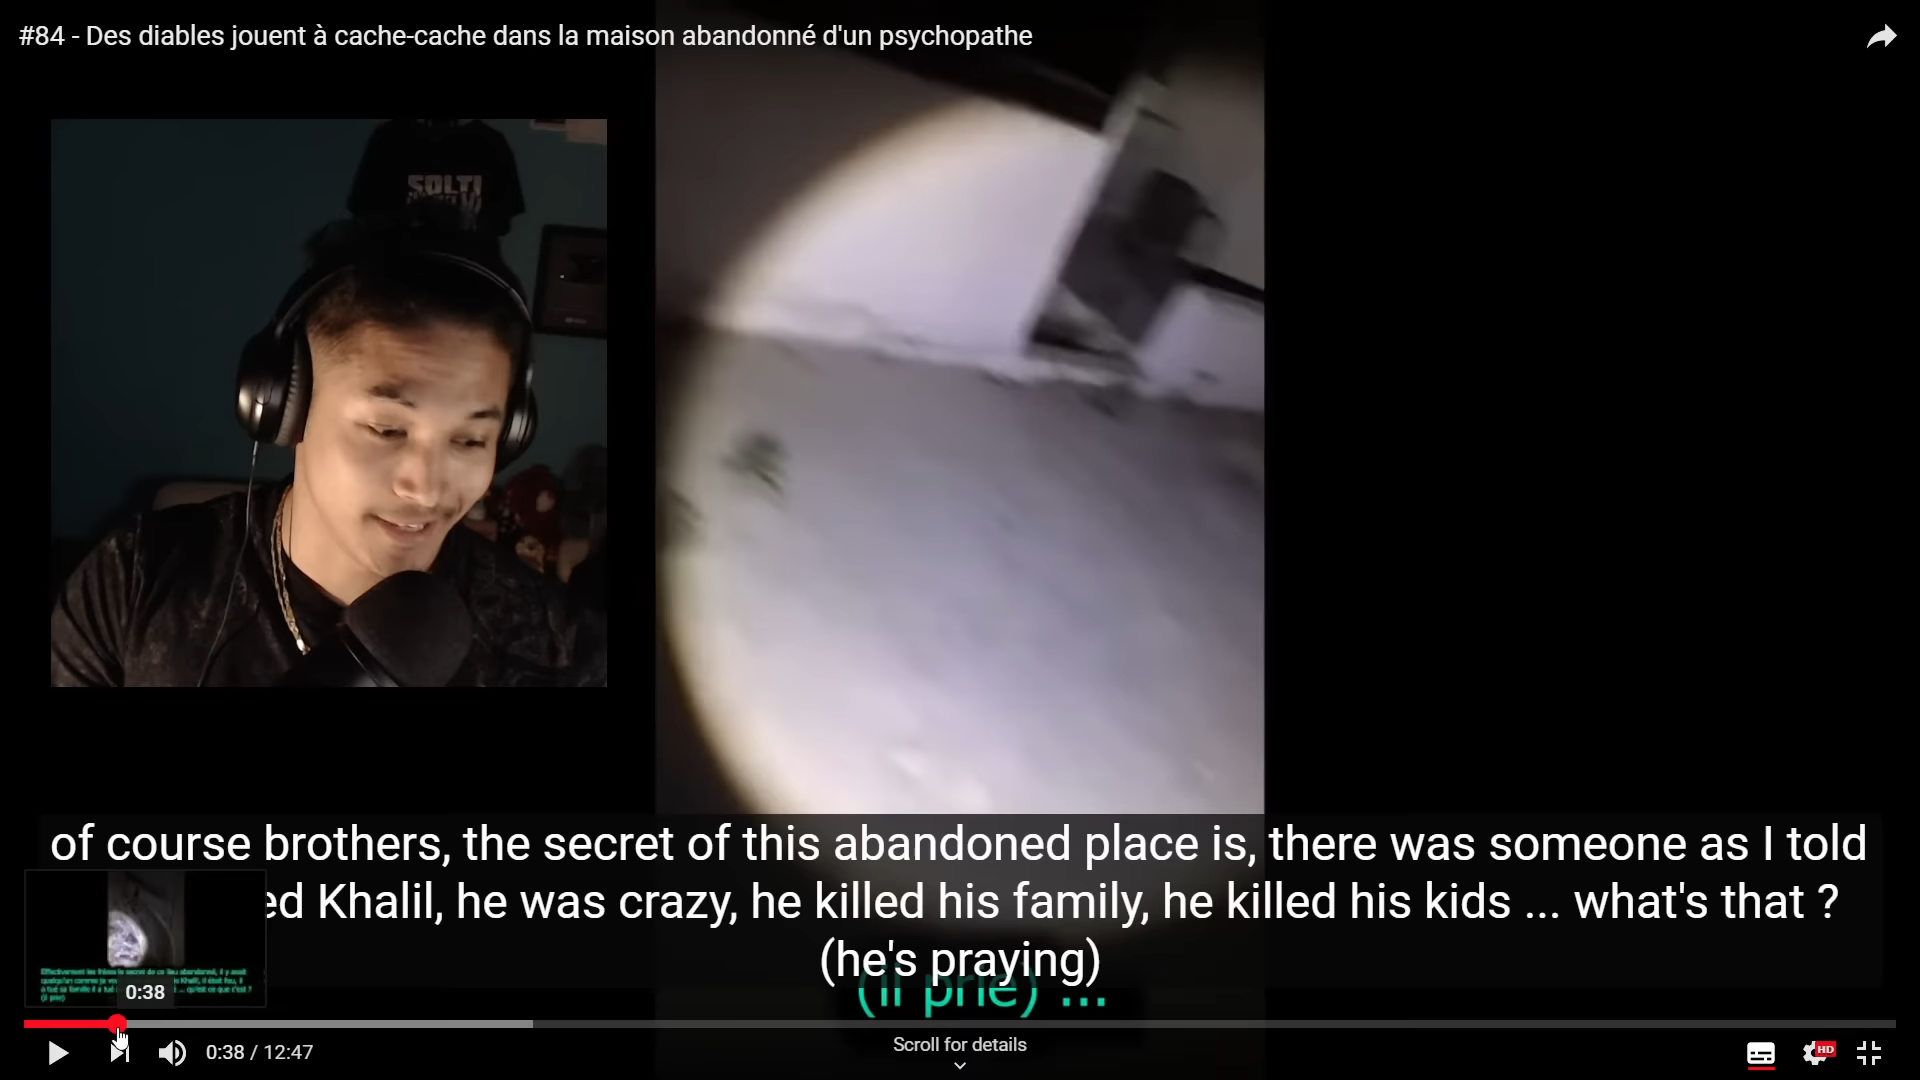 #84 - Des diables jouent à cache-cache dans la maison abandonné d'un psychopathe
SOLTI
of course brothers, the secret of this abandoned place is, there was someone as I told
ed Khalil, he was crazy, he killed his family, he killed his kids ... what's that ?
(he's praying)
(il prie) ...
0:38
0:38 / 12:47
Scroll for details
HD